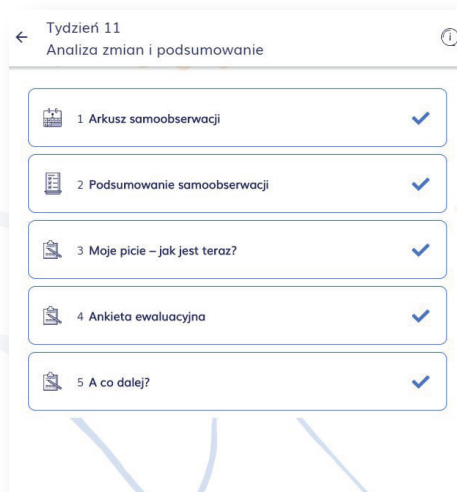 Tydzień 11
Analiza zmian i podsumowanie
1 Arkusz samoobserwacji
2 Podsumowanie samoobserwacji
3 Moje picie – jak jest teraz?
4 Ankieta ewaluacyjna
5 A co dalej?